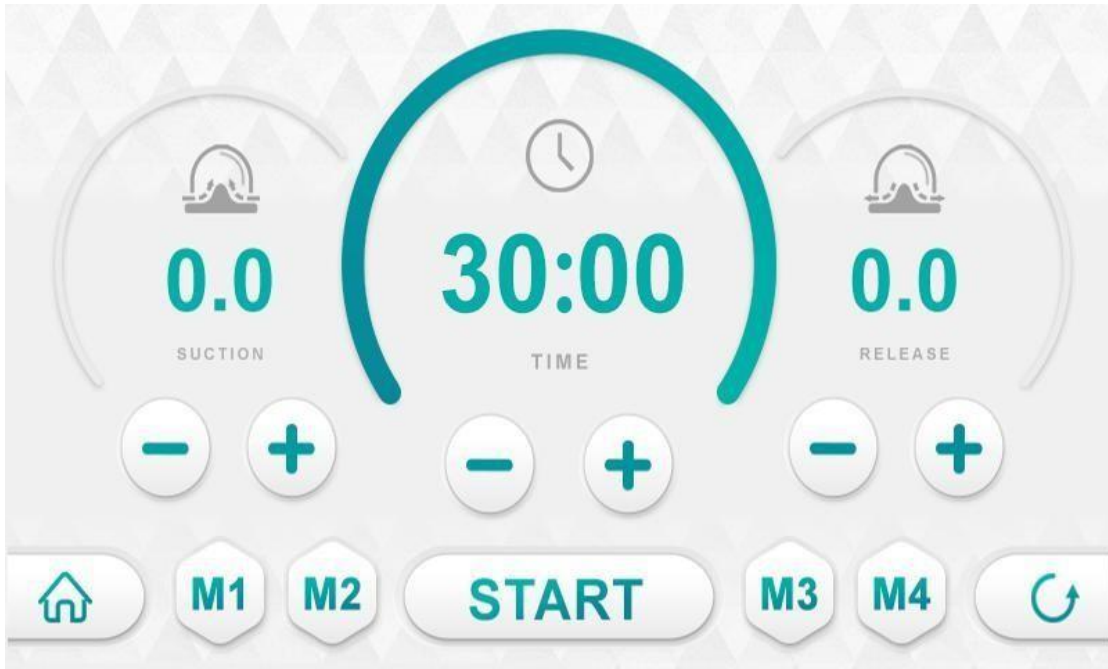 0.0
SUCTION
30:00
TIME
0.0
RELEASE
M1
M2
START
M3
M4